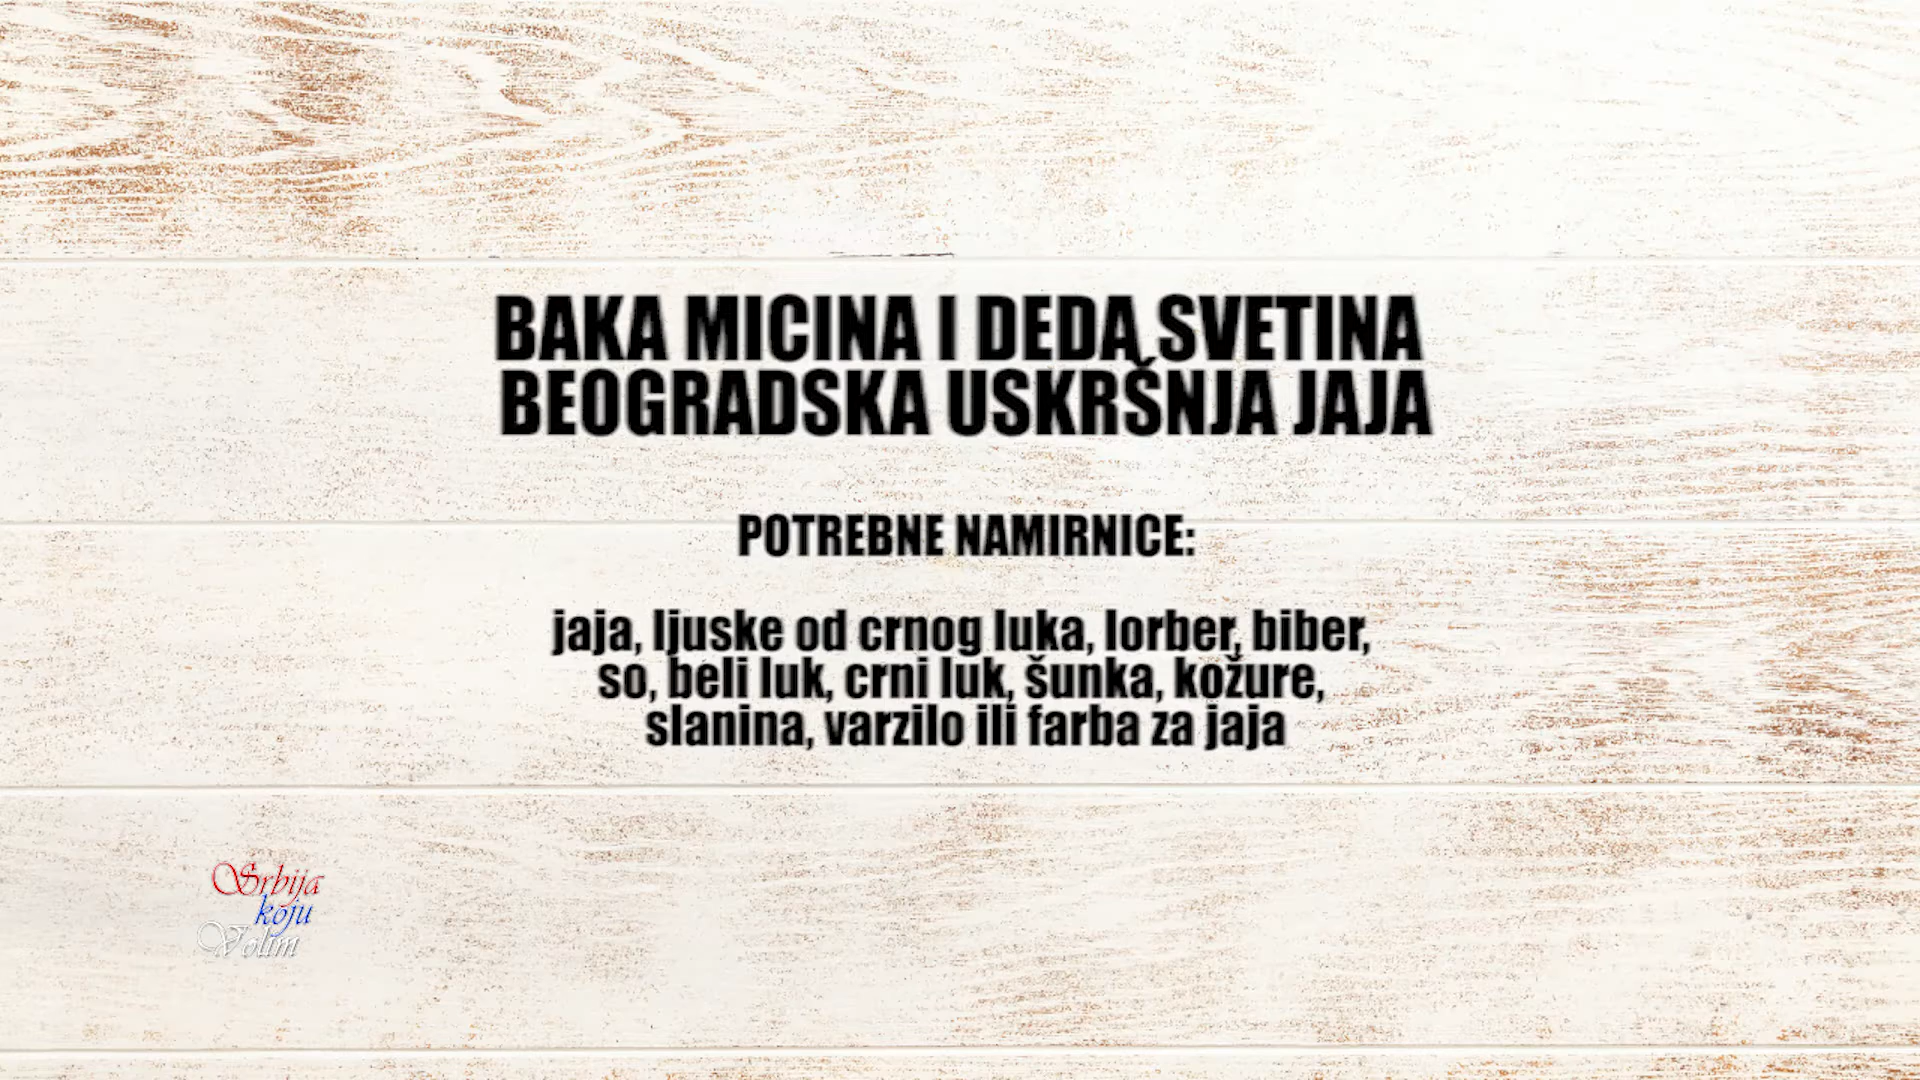 BAKA MICINA I DEDA SVETINA
BEOGRADSKA USKRŠNJA JAJA
POTREBNE NAMIRNICE:
jaja, ljuske od crnog luka, lorber, biber,
so, beli luk, crni luk, šunka, kožure,
slanina, varzilo ili farba za jaja
Srbija
koju
Volim